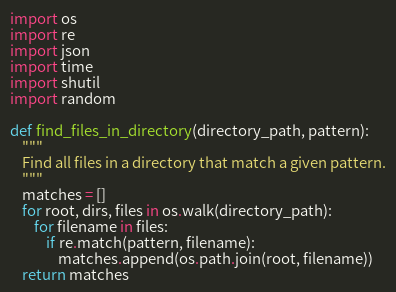 import os
import re
import json
import time
import shutil
import random

def find_files_in_directory(directory_path, pattern):
    """
    Find all files in a directory that match a given pattern.
    """
    matches = []
    for root, dirs, files in os.walk(directory_path):
        for filename in files:
            if re.match(pattern, filename):
                matches.append(os.path.join(root, filename))
    return matches